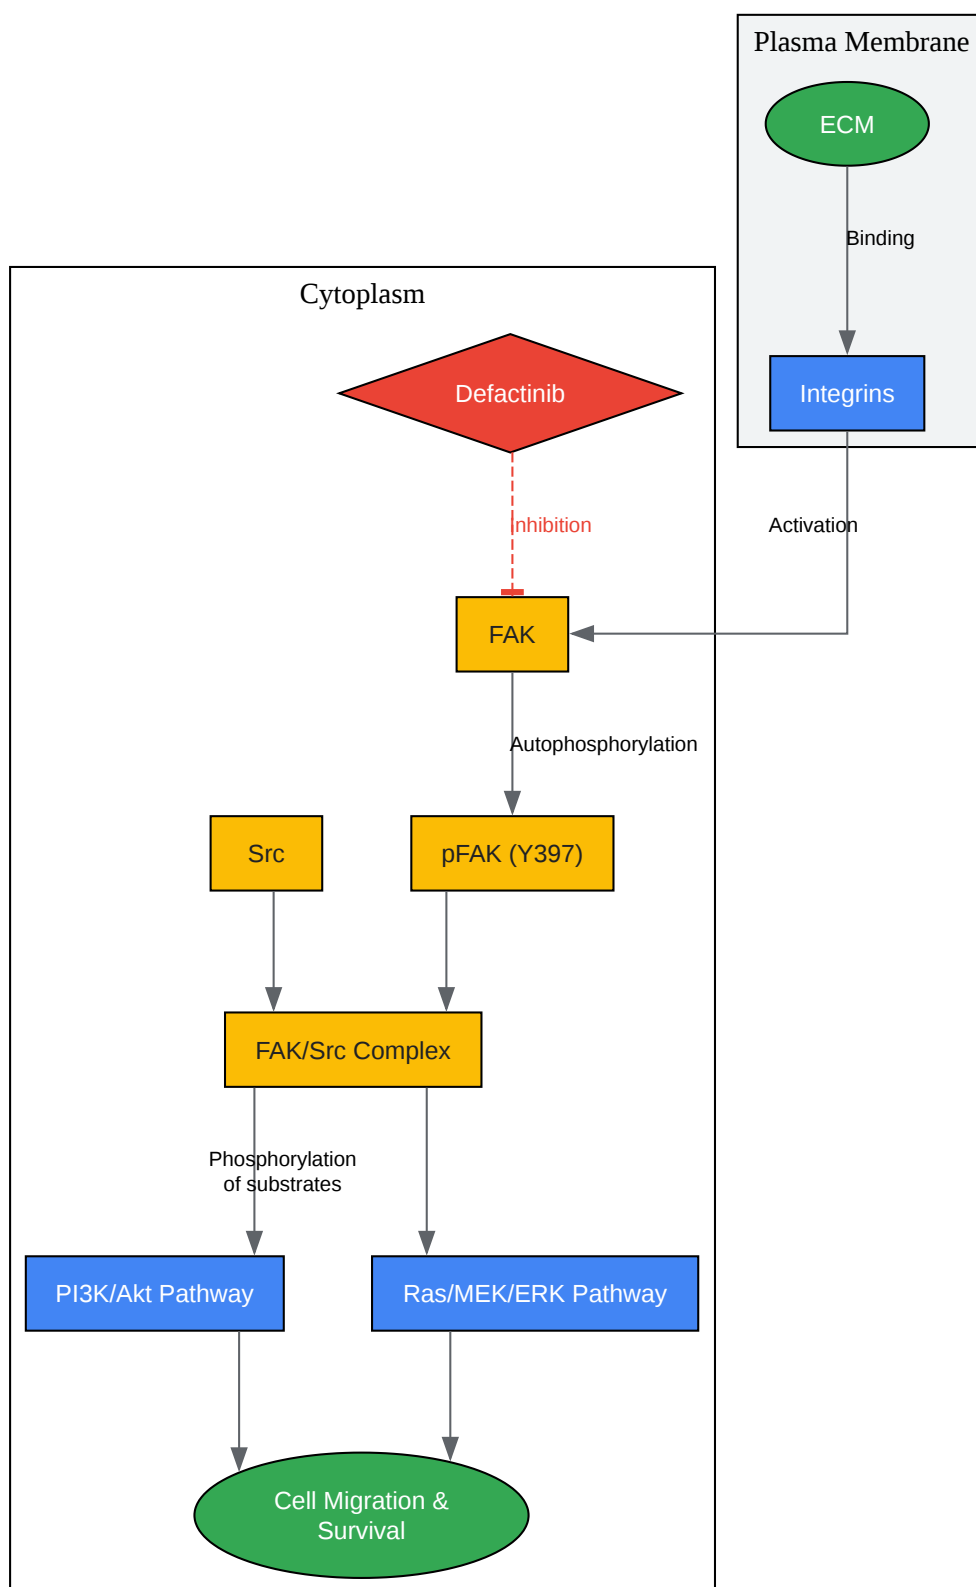 Plasma Membrane
ECM
Binding
Integrins
Activation
Cytoplasm
Defactinib
Inhibition
FAK
Autophosphorylation
Src
pFAK (Y397)
FAK/Src Complex
Phosphorylation
of substrates
PI3K/Akt Pathway
Ras/MEK/ERK Pathway
Cell Migration &
Survival